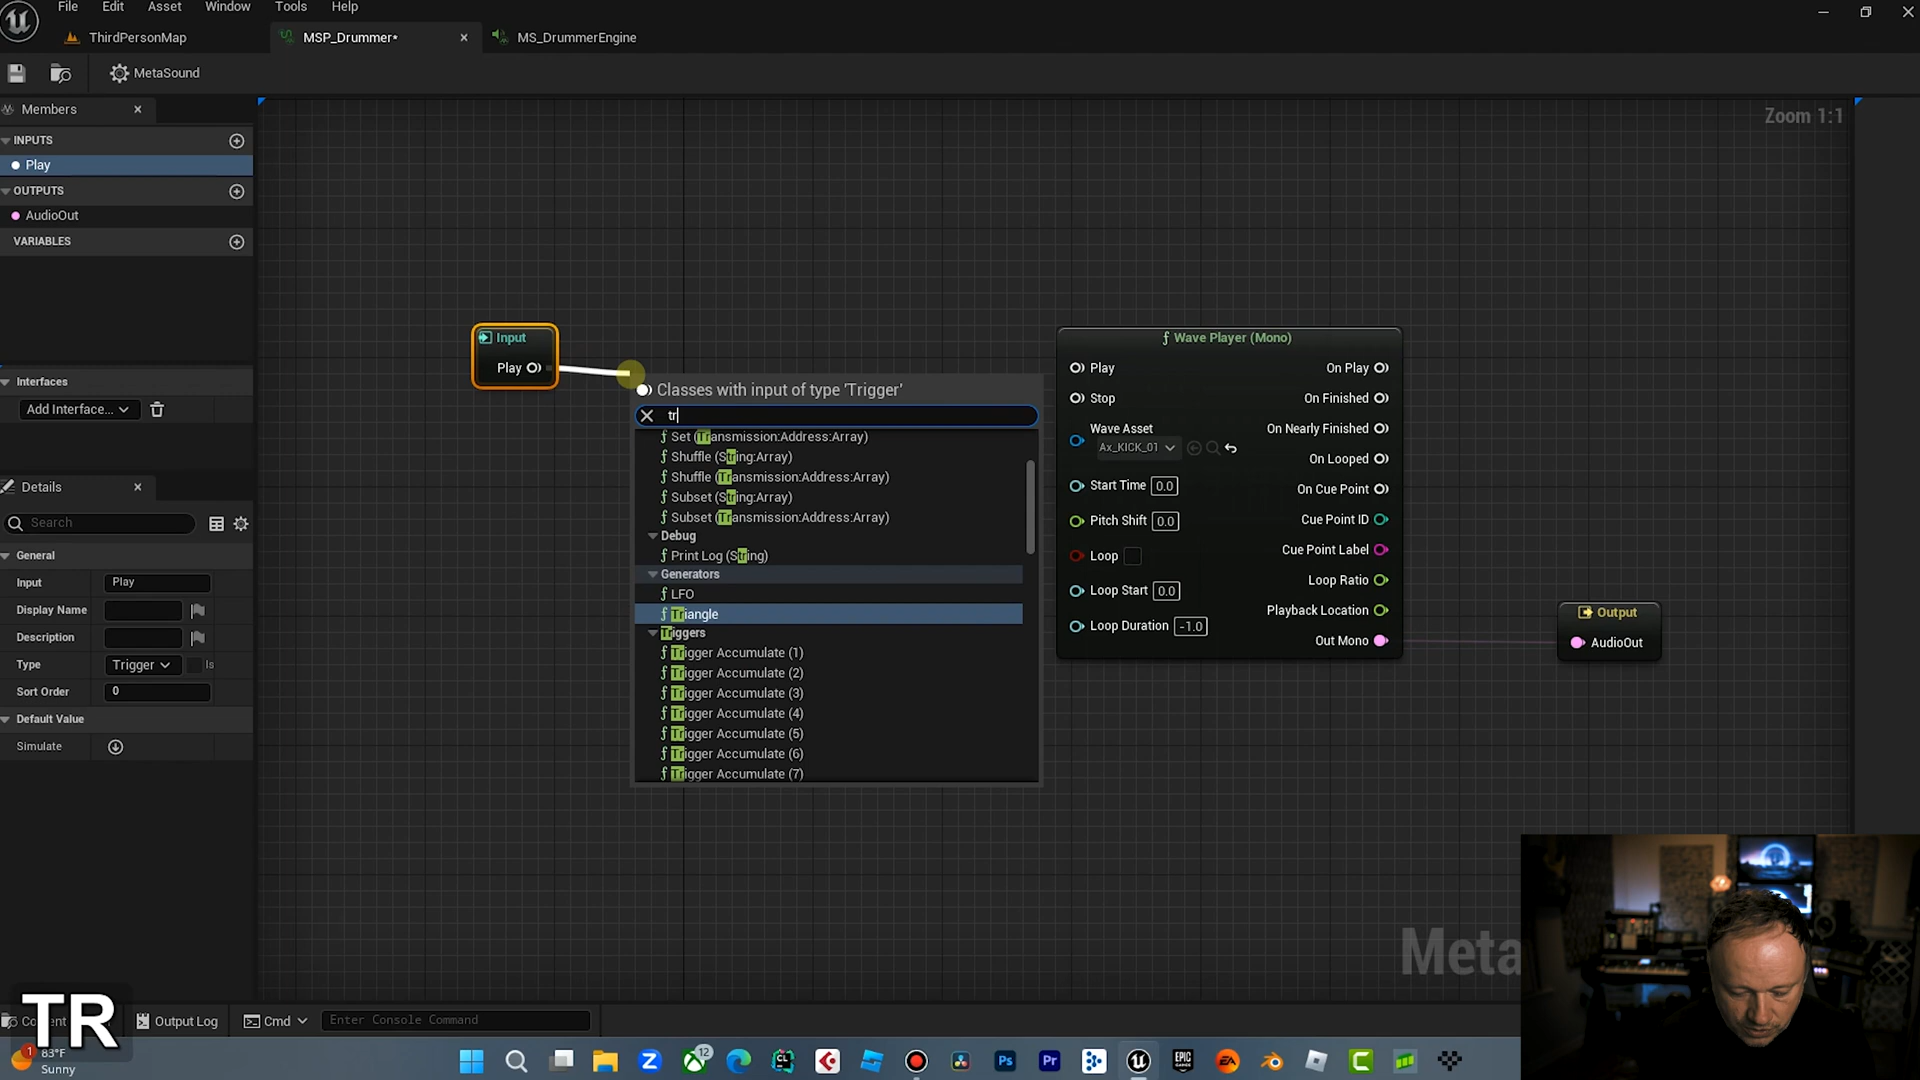 File Edit Asset Window Tools Help
ThirdPersonMap MSP_Drummer* MS_DrummerEngine
MetaSound
Members
Zoom 1:1
INPUTS
Play
OUTPUTS
AudioOut
VARIABLES
Interfaces
Add Interface...
Details
Search
General
Input Play
Display Name
Description
Type Trigger Is
Sort Order 0
Default Value
Simulate
Input
Play
Classes with input of type 'Trigger'
tr
Set (Transmission:Address:Array)
Shuffle (String:Array)
Shuffle (Transmission:Address:Array)
Subset (String:Array)
Subset (Transmission:Address:Array)
Debug
Print Log (String)
Generators
LFO
Triangle
Triggers
Trigger Accumulate (1)
Trigger Accumulate (2)
Trigger Accumulate (3)
Trigger Accumulate (4)
Trigger Accumulate (5)
Trigger Accumulate (6)
Trigger Accumulate (7)
Wave Player (Mono)
Play On Play
Stop On Finished
Wave Asset On Nearly Finished
Ax_KICK_01
On Looped
Start Time 0.0 On Cue Point
Pitch Shift 0.0 Cue Point ID
Loop Cue Point Label
Loop Start 0.0 Loop Ratio
Playback Location
Loop Duration -1.0 Out Mono
Output
AudioOut
Meta
TR
Output Log Cmd Enter Console Command
1
83°F
Sunny
12
Ps
Pr
EPIC
GAMES
EA